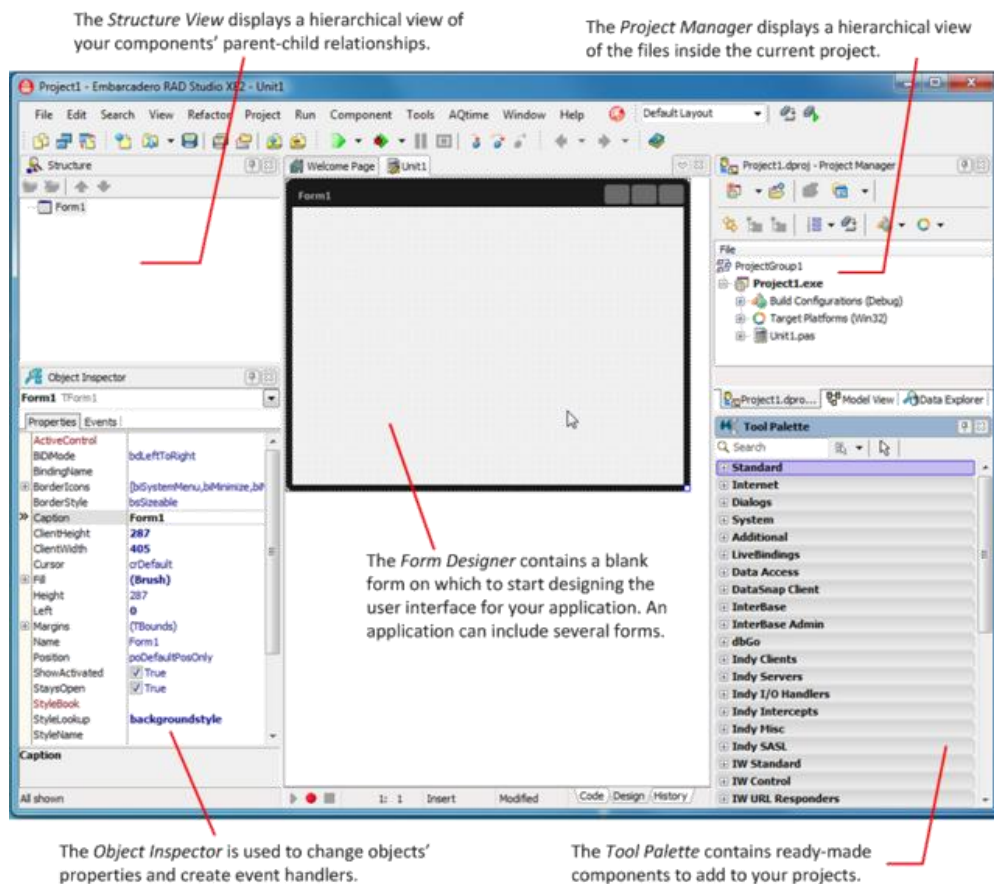 The Structure View displays a hierarchical view of
your components' parent-child relationships.
The Project Manager displays a hierarchical view
of the files inside the current project.
Project1 - Embarcadero RAD Studio XE2 - Unit1
File Edit Search View Refactor Project Run Component Tools AQtime Window Help Default Layout
Structure
Form1
Welcome Page Unit1
Form1
Project1.dproj - Project Manager
File
ProjectGroup1
Project1.exe
Build Configurations (Debug)
Target Platforms (Win32)
Unit1.pas
Project1.dpro... Model View Data Explorer
Object Inspector
Form1 TForm1
Properties Events
ActiveControl
BiDiMode bdLeftToRight
BindingName
BorderIcons [biSystemMenu,biMinimize,biM
BorderStyle bsSizeable
Caption Form1
ClientHeight 287
ClientWidth 405
Cursor crDefault
Fill (Brush)
Height 287
Left 0
Margins (TBounds)
Name Form1
Position poDefaultPosOnly
ShowActivated True
StaysOpen True
StyleBook
StyleLookup backgroundstyle
StyleName
Caption
All shown
The Form Designer contains a blank
form on which to start designing the
user interface for your application. An
application can include several forms.
1: 1 Insert Modified Code Design History
Tool Palette
Search
Standard
Internet
Dialogs
System
Additional
LiveBindings
Data Access
DataSnap Client
InterBase
InterBase Admin
dbGo
Indy Clients
Indy Servers
Indy I/O Handlers
Indy Intercepts
Indy Misc
Indy SASL
IW Standard
IW Control
IW URL Responders
The Object Inspector is used to change objects'
properties and create event handlers.
The Tool Palette contains ready-made
components to add to your projects.